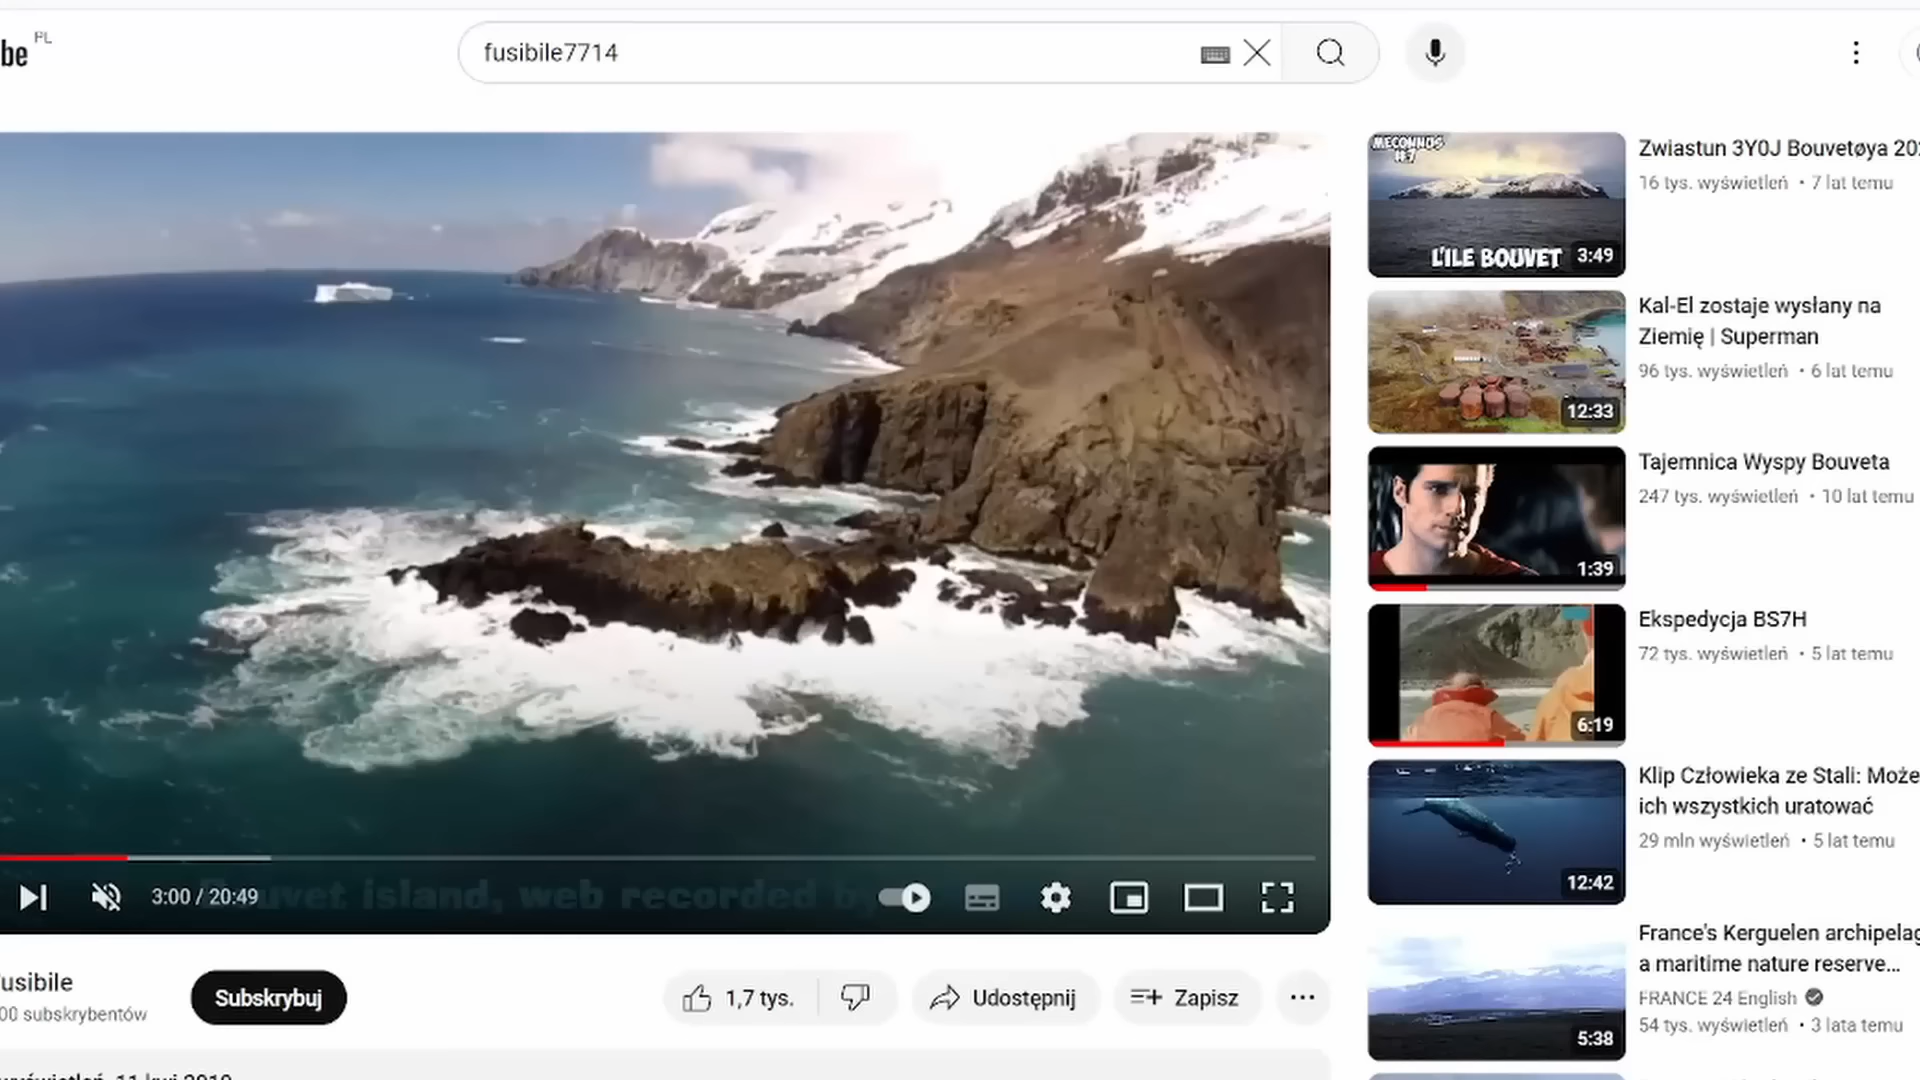 be PL
fusibile7714
MECONNUS
#7
L'ILE BOUVET 3:49
Zwiastun 3Y0J Bouvetøya
16 tys. wyświetleń • 7 lat temu
12:33
Kal-El zostaje wysłany na
Ziemię | Superman
96 tys. wyświetleń • 6 lat temu
1:39
Tajemnica Wyspy Bouveta
247 tys. wyświetleń • 10 lat temu
6:19
Ekspedycja BS7H
72 tys. wyświetleń • 5 lat temu
12:42
Klip Człowieka ze Stali: Może
ich wszystkich uratować
29 mln wyświetleń • 5 lat temu
5:38
France's Kerguelen archipelag
a maritime nature reserve...
FRANCE 24 English
54 tys. wyświetleń • 3 lata temu
3:00 / 20:49 uvet island, web recorded by
usibile
00 subskrybentów
Subskrybuj
1,7 tys.
Udostępnij
Zapisz